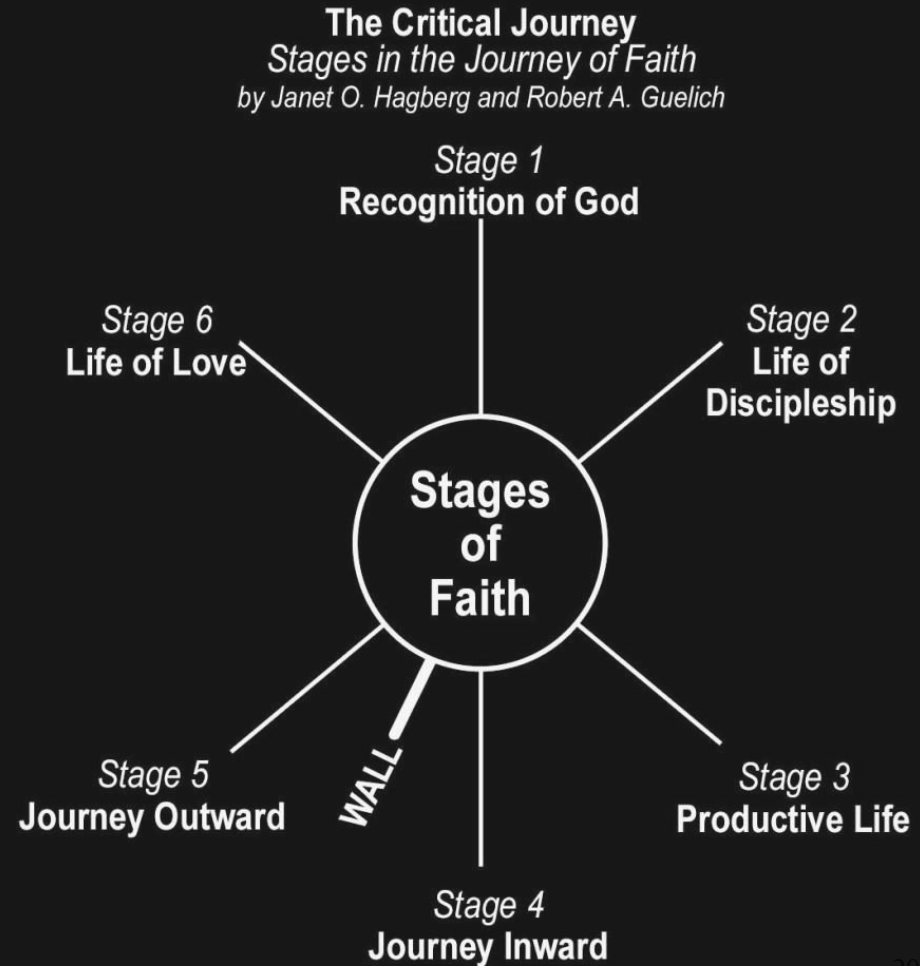 The Critical Journey
Stages in the Journey of Faith
by Janet O. Hagberg and Robert A. Guelich
Stage 1
Recognition of God
Stage 2
Life of
Discipleship
Stage 3
Productive Life
Stage 4
Journey Inward
WALL
Stage 5
Journey Outward
Stage 6
Life of Love
Stages
of
Faith